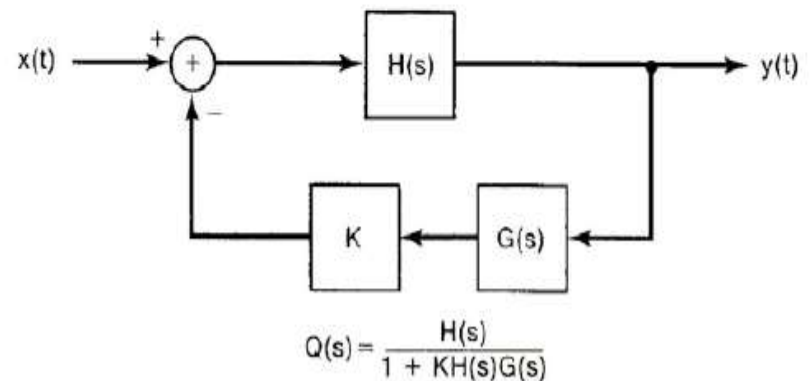 x(t)
+
+
H(s)
y(t)
−
K
G(s)
Q(s) = H(s) / 1 + KH(s)G(s)